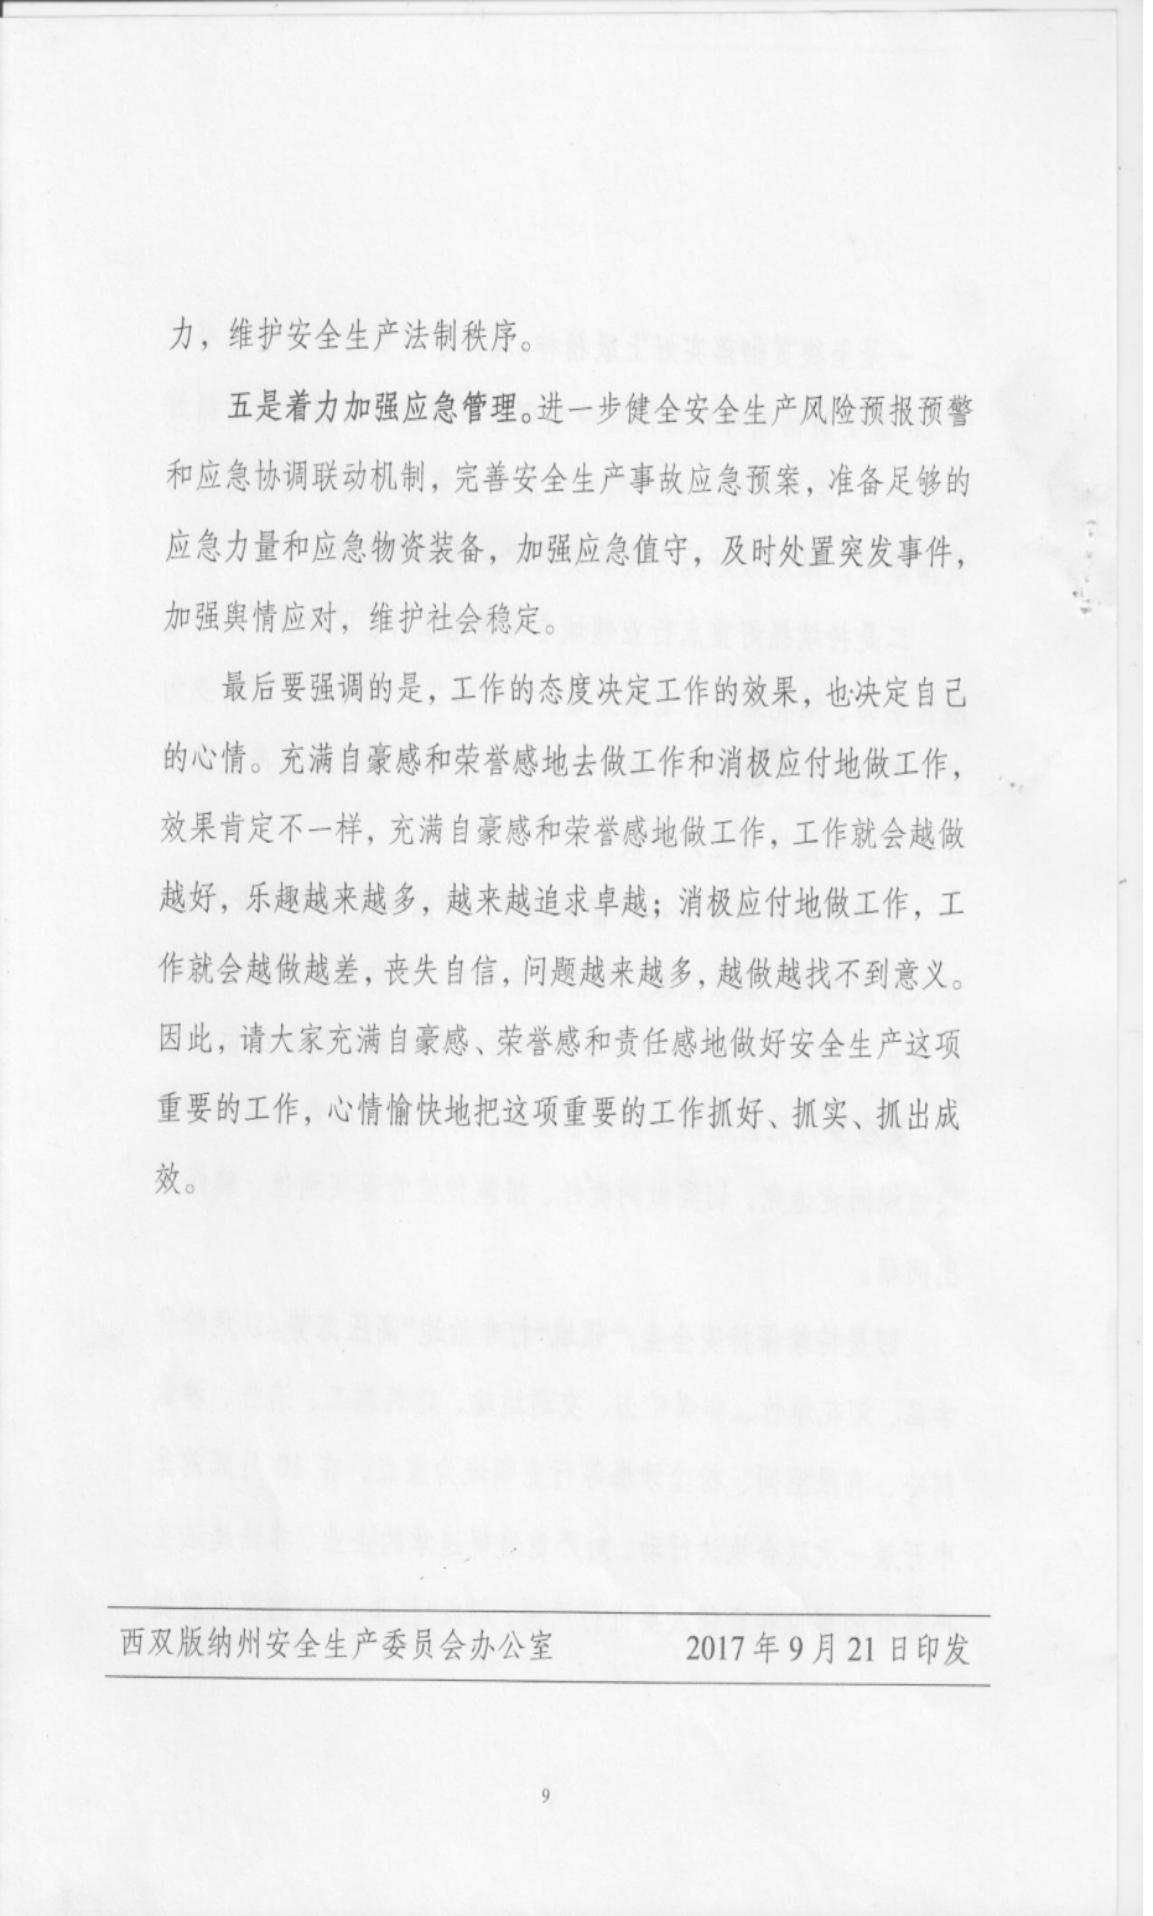 力，维护安全生产法制秩序。
五是着力加强应急管理。进一步健全安全生产风险预报预警
和应急协调联动机制，完善安全生产事故应急预案，准备足够的
应急力量和应急物资装备，加强应急值守，及时处置突发事件，
加强舆情应对，维护社会稳定。
最后要强调的是，工作的态度决定工作的效果，也决定自己
的心情。充满自豪感和荣誉感地去做工作和消极应付地做工作，
效果肯定不一样，充满自豪感和荣誉感地做工作，工作就会越做
越好，乐趣越来越多，越来越追求卓越；消极应付地做工作，工
作就会越做越差，丧失自信，问题越来越多，越做越找不到意义。
因此，请大家充满自豪感、荣誉感和责任感地做好安全生产这项
重要的工作，心情愉快地把这项重要的工作抓好、抓实、抓出成
效。
西双版纳州安全生产委员会办公室 2017年9月21日印发
9